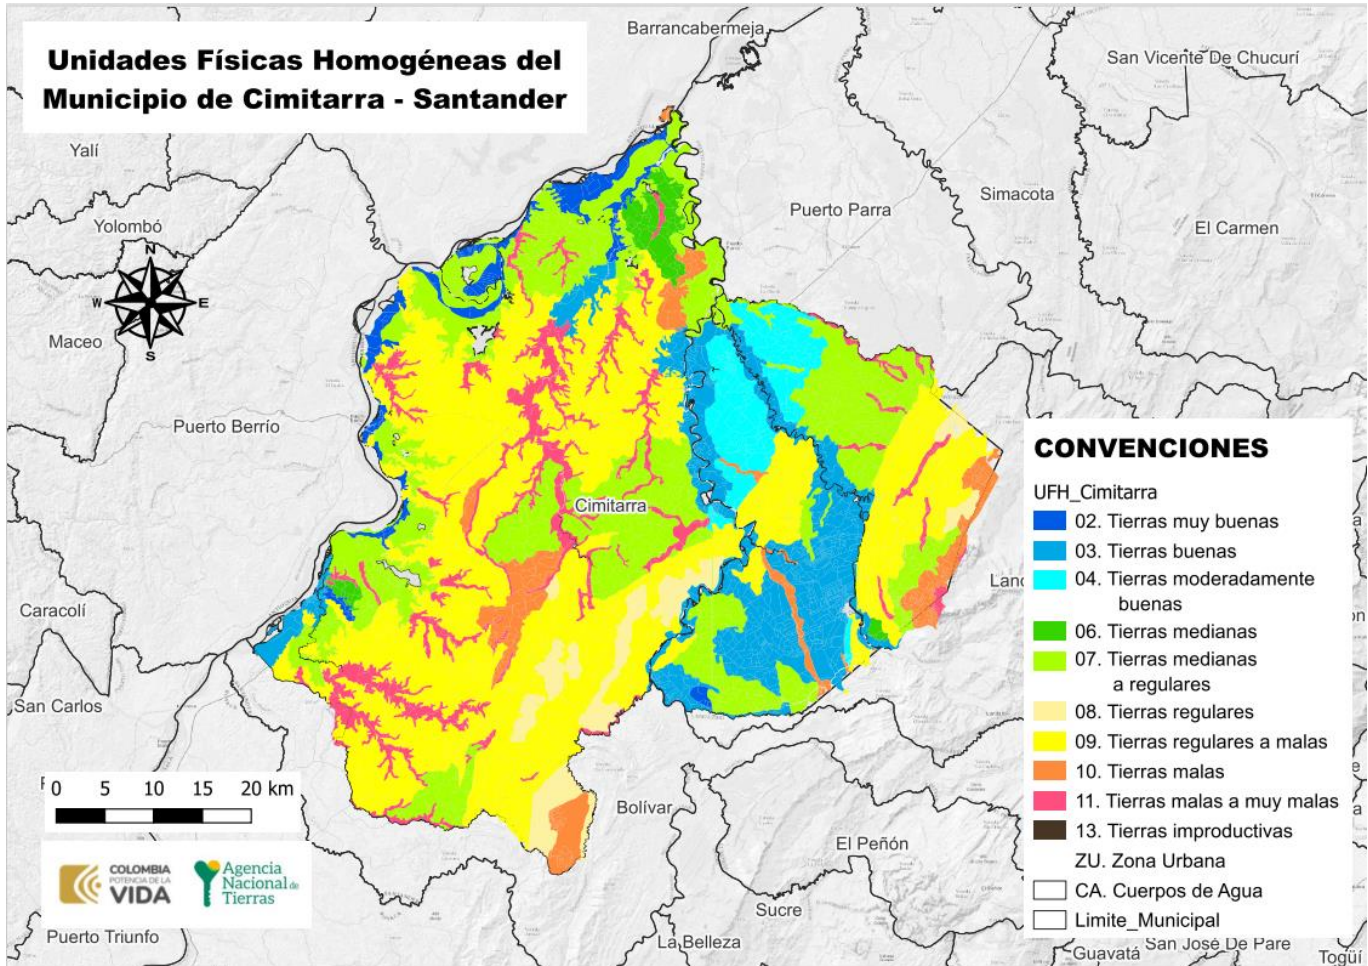 Unidades Físicas Homogéneas del
Municipio de Cimitarra - Santander
Barrancabermeja
San Vicente De Chucurí
Yalí
Simacota
Puerto Parra
Yolombó
El Carmen
N
W
E
S
Maceo
Puerto Berrío
Cimitarra
Caracolí
San Carlos
Bolívar
El Peñón
Sucre
La Belleza
Puerto Triunfo
Guavatá
San José De Pare
Togüí
CONVENCIONES
UFH_Cimitarra
02. Tierras muy buenas
03. Tierras buenas
04. Tierras moderadamente
buenas
06. Tierras medianas
07. Tierras medianas
a regulares
08. Tierras regulares
09. Tierras regulares a malas
10. Tierras malas
11. Tierras malas a muy malas
13. Tierras improductivas
ZU. Zona Urbana
CA. Cuerpos de Agua
Limite_Municipal
0 5 10 15 20 km
COLOMBIA
POTENCIA DE LA
VIDA
Agencia
Nacional de
Tierras